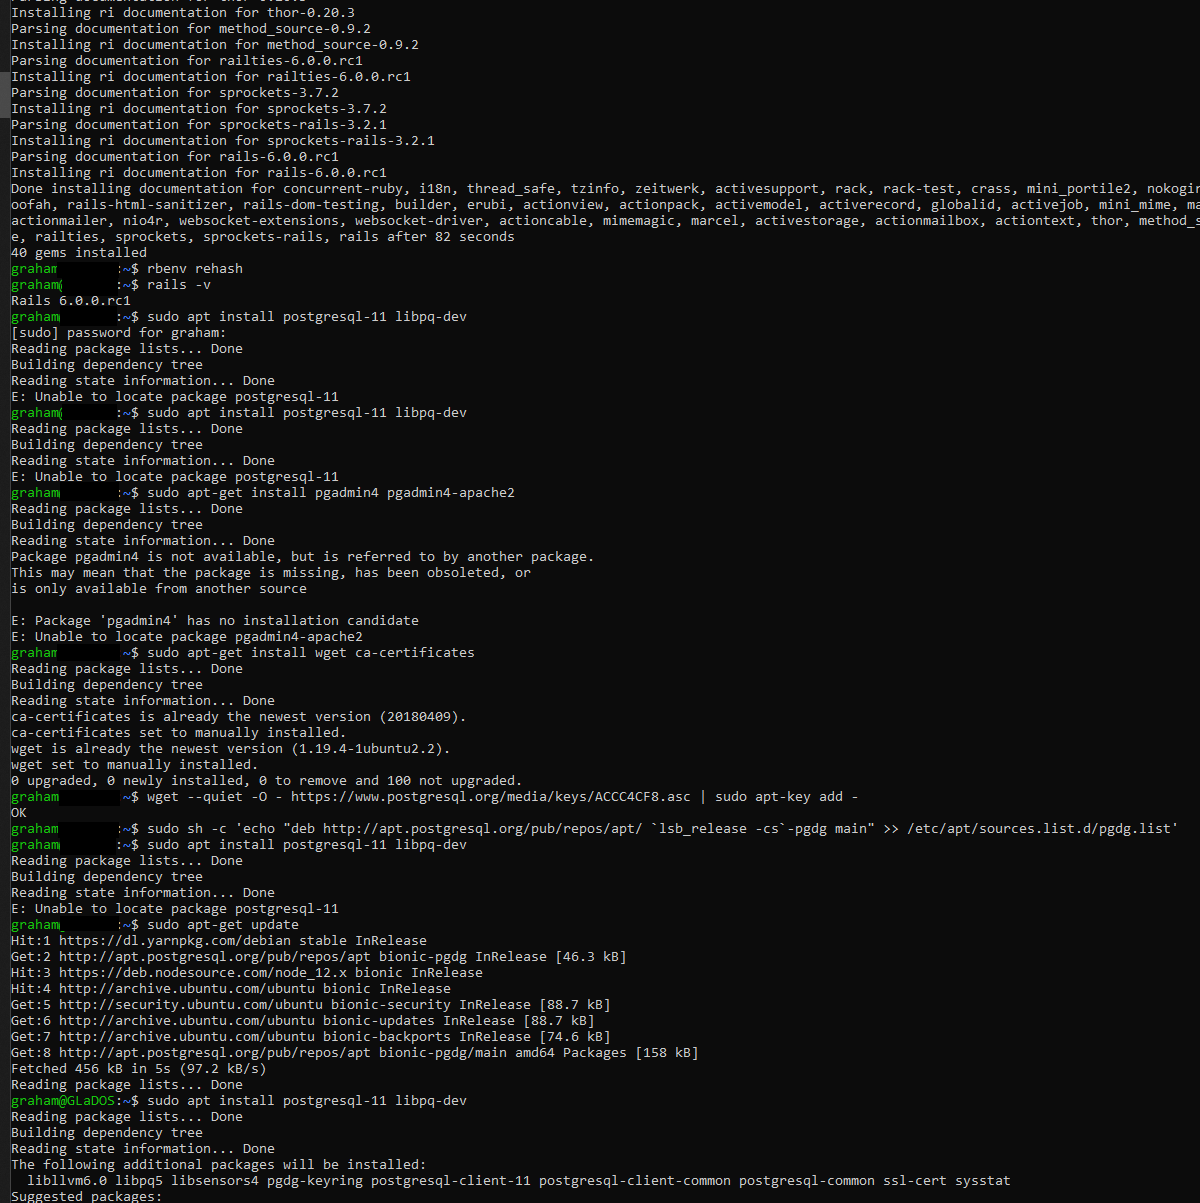 Parsing documentation for thor-0.20.3
Installing ri documentation for thor-0.20.3
Parsing documentation for method_source-0.9.2
Installing ri documentation for method_source-0.9.2
Parsing documentation for railties-6.0.0.rc1
Installing ri documentation for railties-6.0.0.rc1
Parsing documentation for sprockets-3.7.2
Installing ri documentation for sprockets-3.7.2
Parsing documentation for sprockets-rails-3.2.1
Installing ri documentation for sprockets-rails-3.2.1
Parsing documentation for rails-6.0.0.rc1
Installing ri documentation for rails-6.0.0.rc1
Done installing documentation for concurrent-ruby, i18n, thread_safe, tzinfo, zeitwerk, activesupport, rack, rack-test, crass, mini_portile2, nokogir
oofah, rails-html-sanitizer, rails-dom-testing, builder, erubi, actionview, actionpack, activemodel, activerecord, globalid, activejob, mini_mime, ma
actionmailer, nio4r, websocket-extensions, websocket-driver, actioncable, mimemagic, marcel, activestorage, actionmailbox, actiontext, thor, method_s
e, railties, sprockets, sprockets-rails, rails after 82 seconds
40 gems installed
graham :~$ rbenv rehash
graham@ :~$ rails -v
Rails 6.0.0.rc1
graham :~$ sudo apt install postgresql-11 libpq-dev
[sudo] password for graham:
Reading package lists... Done
Building dependency tree
Reading state information... Done
E: Unable to locate package postgresql-11
graham@ :~$ sudo apt install postgresql-11 libpq-dev
Reading package lists... Done
Building dependency tree
Reading state information... Done
E: Unable to locate package postgresql-11
graham :~$ sudo apt-get install pgadmin4 pgadmin4-apache2
Reading package lists... Done
Building dependency tree
Reading state information... Done
Package pgadmin4 is not available, but is referred to by another package.
This may mean that the package is missing, has been obsoleted, or
is only available from another source
E: Package 'pgadmin4' has no installation candidate
E: Unable to locate package pgadmin4-apache2
graham ~$ sudo apt-get install wget ca-certificates
Reading package lists... Done
Building dependency tree
Reading state information... Done
ca-certificates is already the newest version (20180409).
ca-certificates set to manually installed.
wget is already the newest version (1.19.4-1ubuntu2.2).
wget set to manually installed.
0 upgraded, 0 newly installed, 0 to remove and 100 not upgraded.
graham ~$ wget --quiet -O - https://www.postgresql.org/media/keys/ACCC4CF8.asc | sudo apt-key add -
OK
graham :~$ sudo sh -c 'echo "deb http://apt.postgresql.org/pub/repos/apt/ `lsb_release -cs`-pgdg main" >> /etc/apt/sources.list.d/pgdg.list'
graham :~$ sudo apt install postgresql-11 libpq-dev
Reading package lists... Done
Building dependency tree
Reading state information... Done
E: Unable to locate package postgresql-11
graham :~$ sudo apt-get update
Hit:1 https://dl.yarnpkg.com/debian stable InRelease
Get:2 http://apt.postgresql.org/pub/repos/apt bionic-pgdg InRelease [46.3 kB]
Hit:3 https://deb.nodesource.com/node_12.x bionic InRelease
Hit:4 http://archive.ubuntu.com/ubuntu bionic InRelease
Get:5 http://security.ubuntu.com/ubuntu bionic-security InRelease [88.7 kB]
Get:6 http://archive.ubuntu.com/ubuntu bionic-updates InRelease [88.7 kB]
Get:7 http://archive.ubuntu.com/ubuntu bionic-backports InRelease [74.6 kB]
Get:8 http://apt.postgresql.org/pub/repos/apt bionic-pgdg/main amd64 Packages [158 kB]
Fetched 456 kB in 5s (97.2 kB/s)
Reading package lists... Done
graham@GLaDOS:~$ sudo apt install postgresql-11 libpq-dev
Reading package lists... Done
Building dependency tree
Reading state information... Done
The following additional packages will be installed:
libllvm6.0 libpq5 libsensors4 pgdg-keyring postgresql-client-11 postgresql-client-common postgresql-common ssl-cert sysstat
Suggested packages: